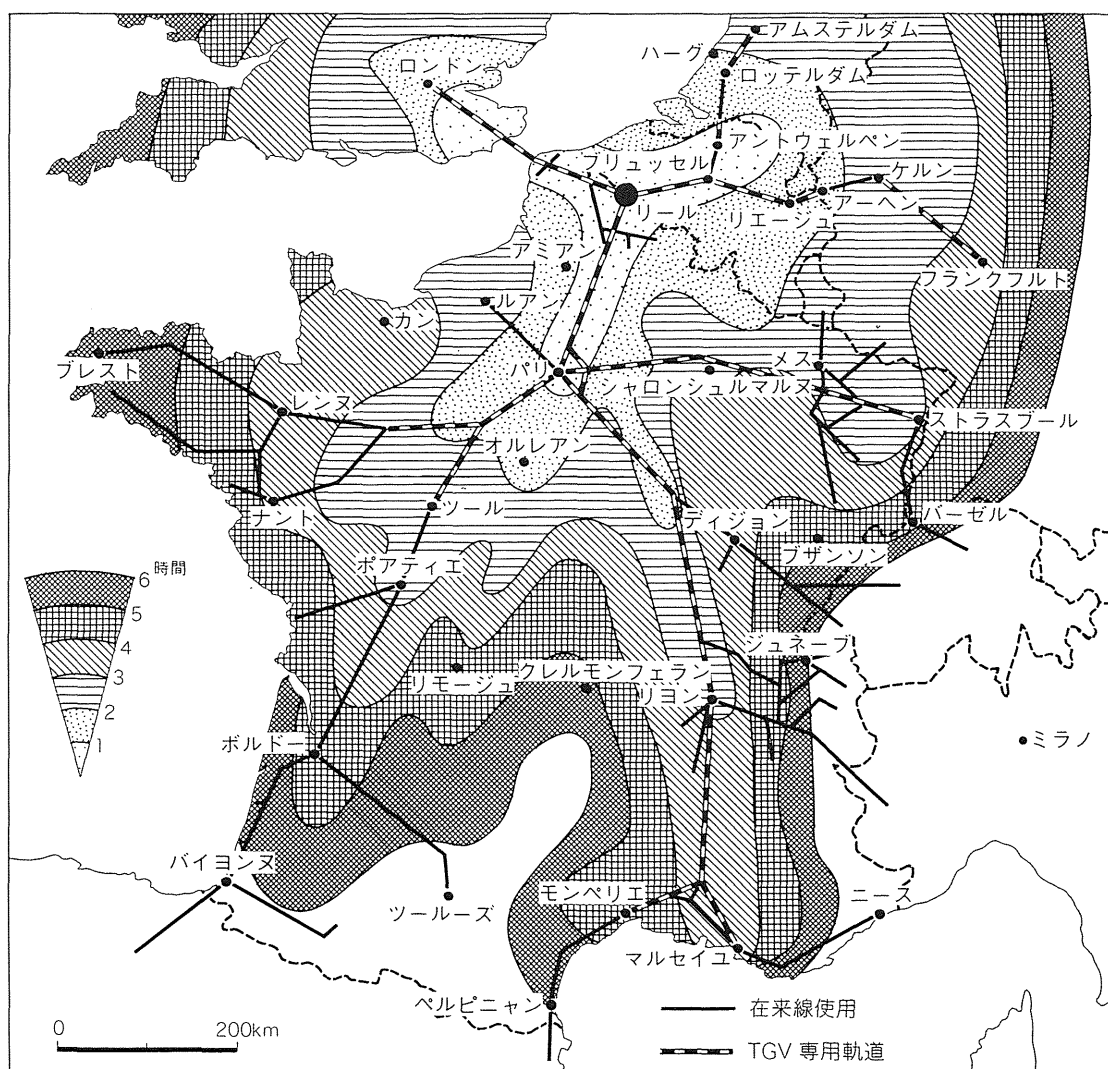 アムステルダム
ハーグ
ロンドン
ロッテルダム
アントウェルペン
ブリュッセル
ケルン
リール
リエージュ
アーヘン
アミアン
フランクフルト
ルアン
カン
メス
ブレスト
パリ
シャロンシュルマルヌ
レンヌ
ストラスブール
オルレアン
ナント
ツール
ディジョン
バーゼル
ブザンソン
ポアティエ
時間
6
5
4
3
2
1
ジュネーブ
クレルモンフェラン
リモージュ
リヨン
ボルドー
ミラノ
バイヨンヌ
モンペリエ
ニース
ツールーズ
マルセイユ
ペルピニャン
在来線使用
0 200km
TGV専用軌道